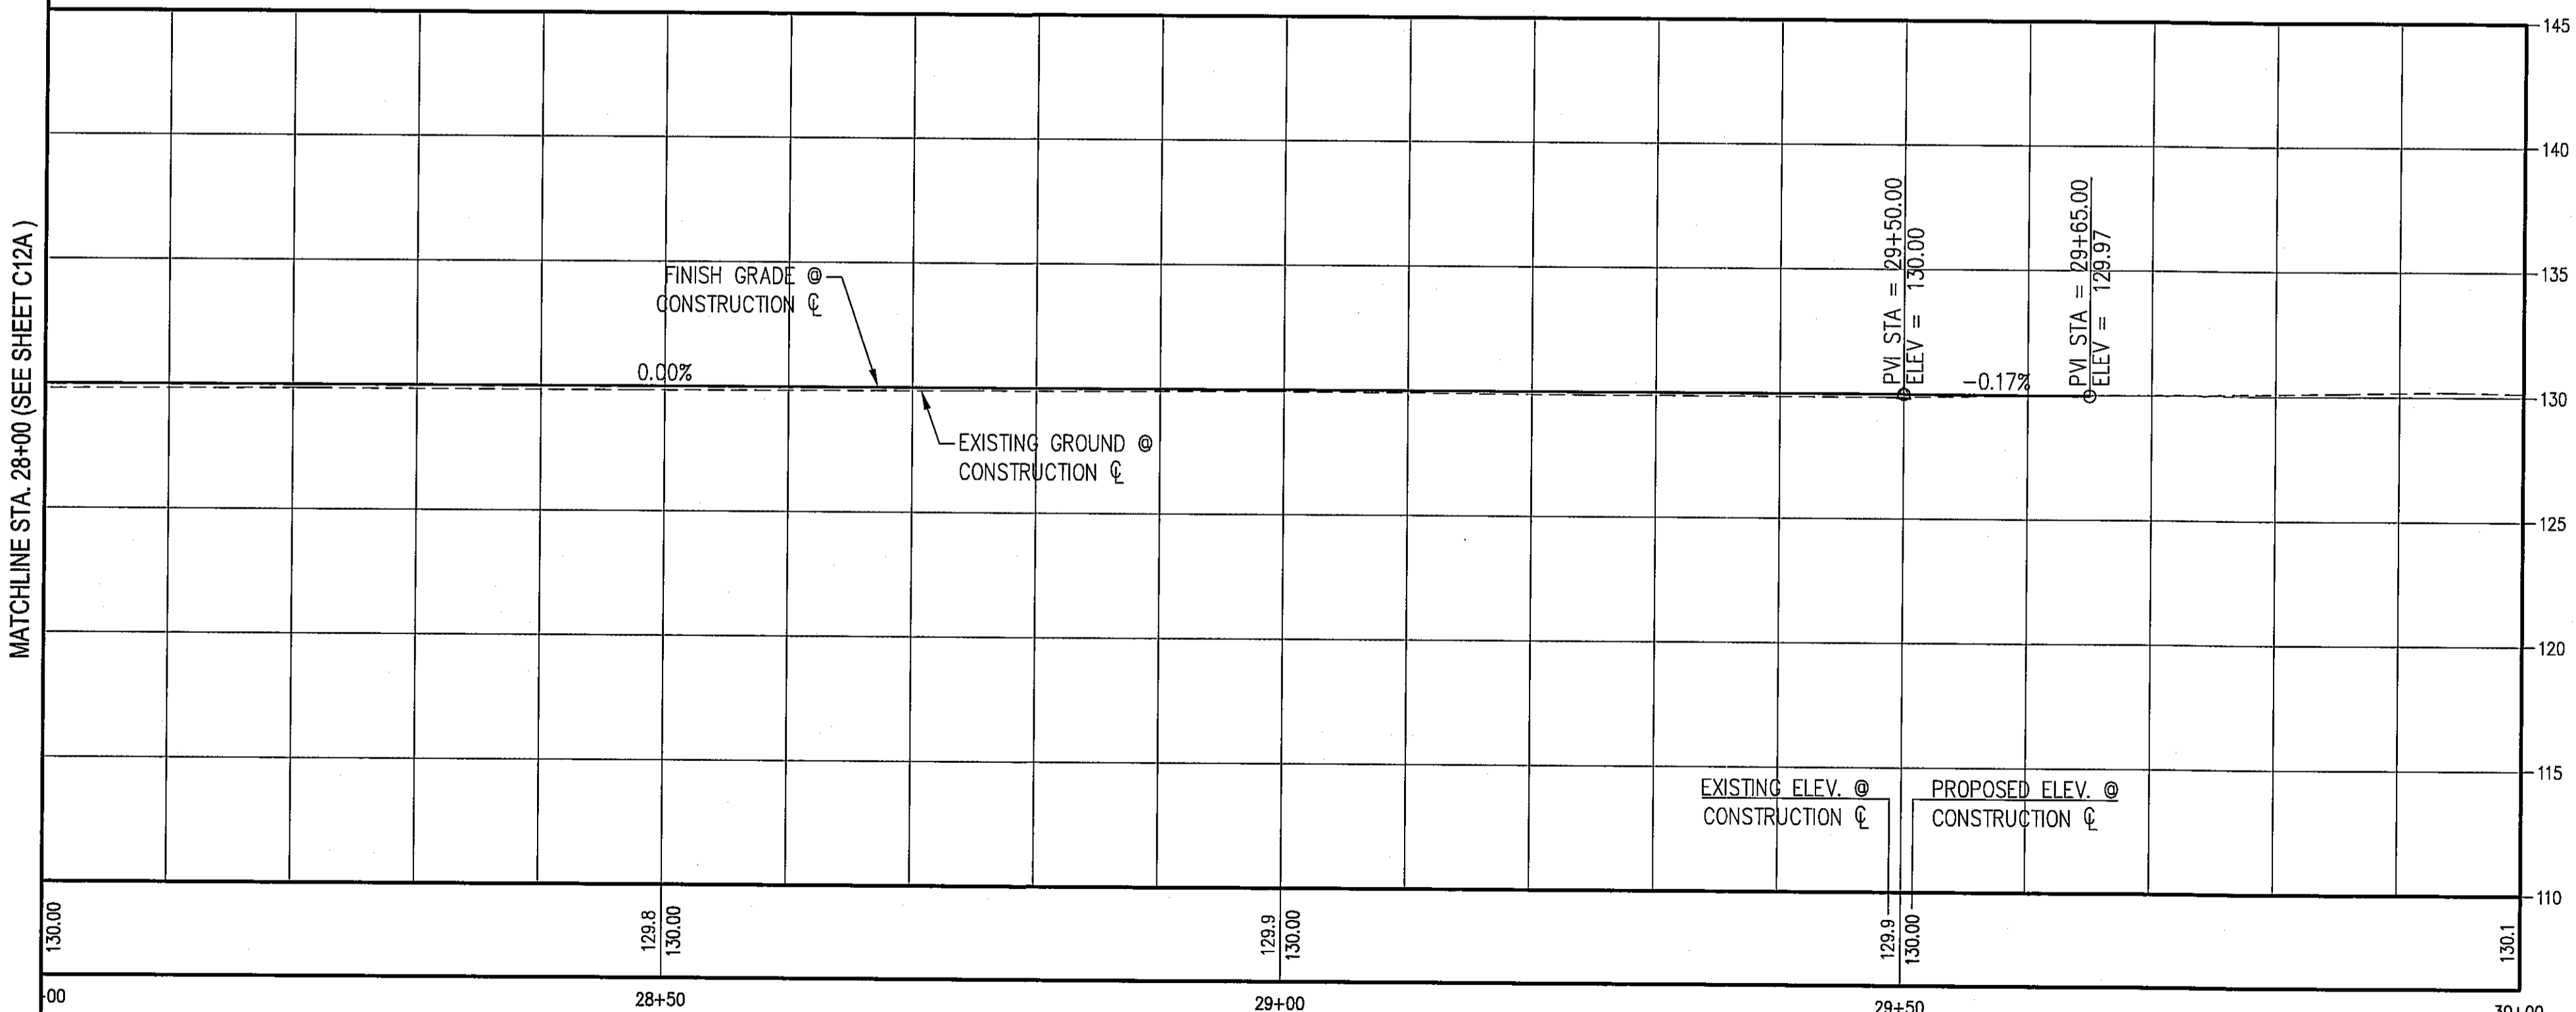 145
140
135
130
125
120
115
110
MATCHLINE STA. 28+00 (SEE SHEET C12A )
FINISH GRADE @
CONSTRUCTION ℄
0.00%
EXISTING GROUND @
CONSTRUCTION ℄
PVI STA = 29+50.00
ELEV = 130.00
-0.17%
PVI STA = 29+65.00
ELEV = 129.97
EXISTING ELEV. @
CONSTRUCTION ℄
PROPOSED ELEV. @
CONSTRUCTION ℄
130.00
129.8
130.00
129.9
130.00
129.9
130.00
130.1
+00
28+50
29+00
29+50
30+00